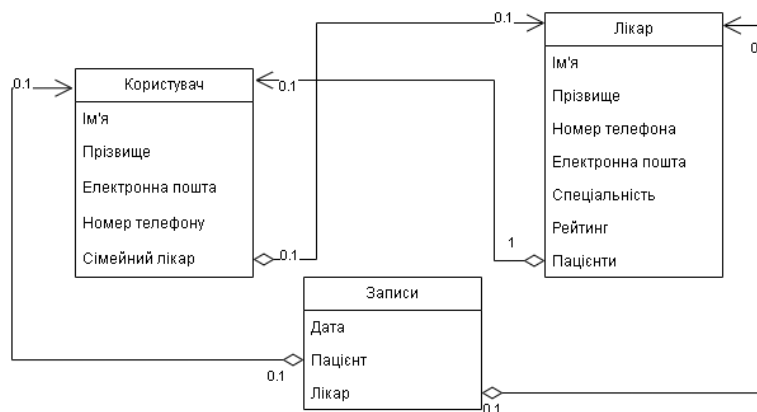 0.1
Лікар
0.
Ім'я
Прізвище
Номер телефона
Електронна пошта
Спеціальність
Рейтинг
Пацієнти
0.1
Користувач
0.1
Ім'я
Прізвище
Електронна пошта
Номер телефону
Сімейний лікар
0.1
1
Записи
Дата
Пацієнт
Лікар
0.1
0.1